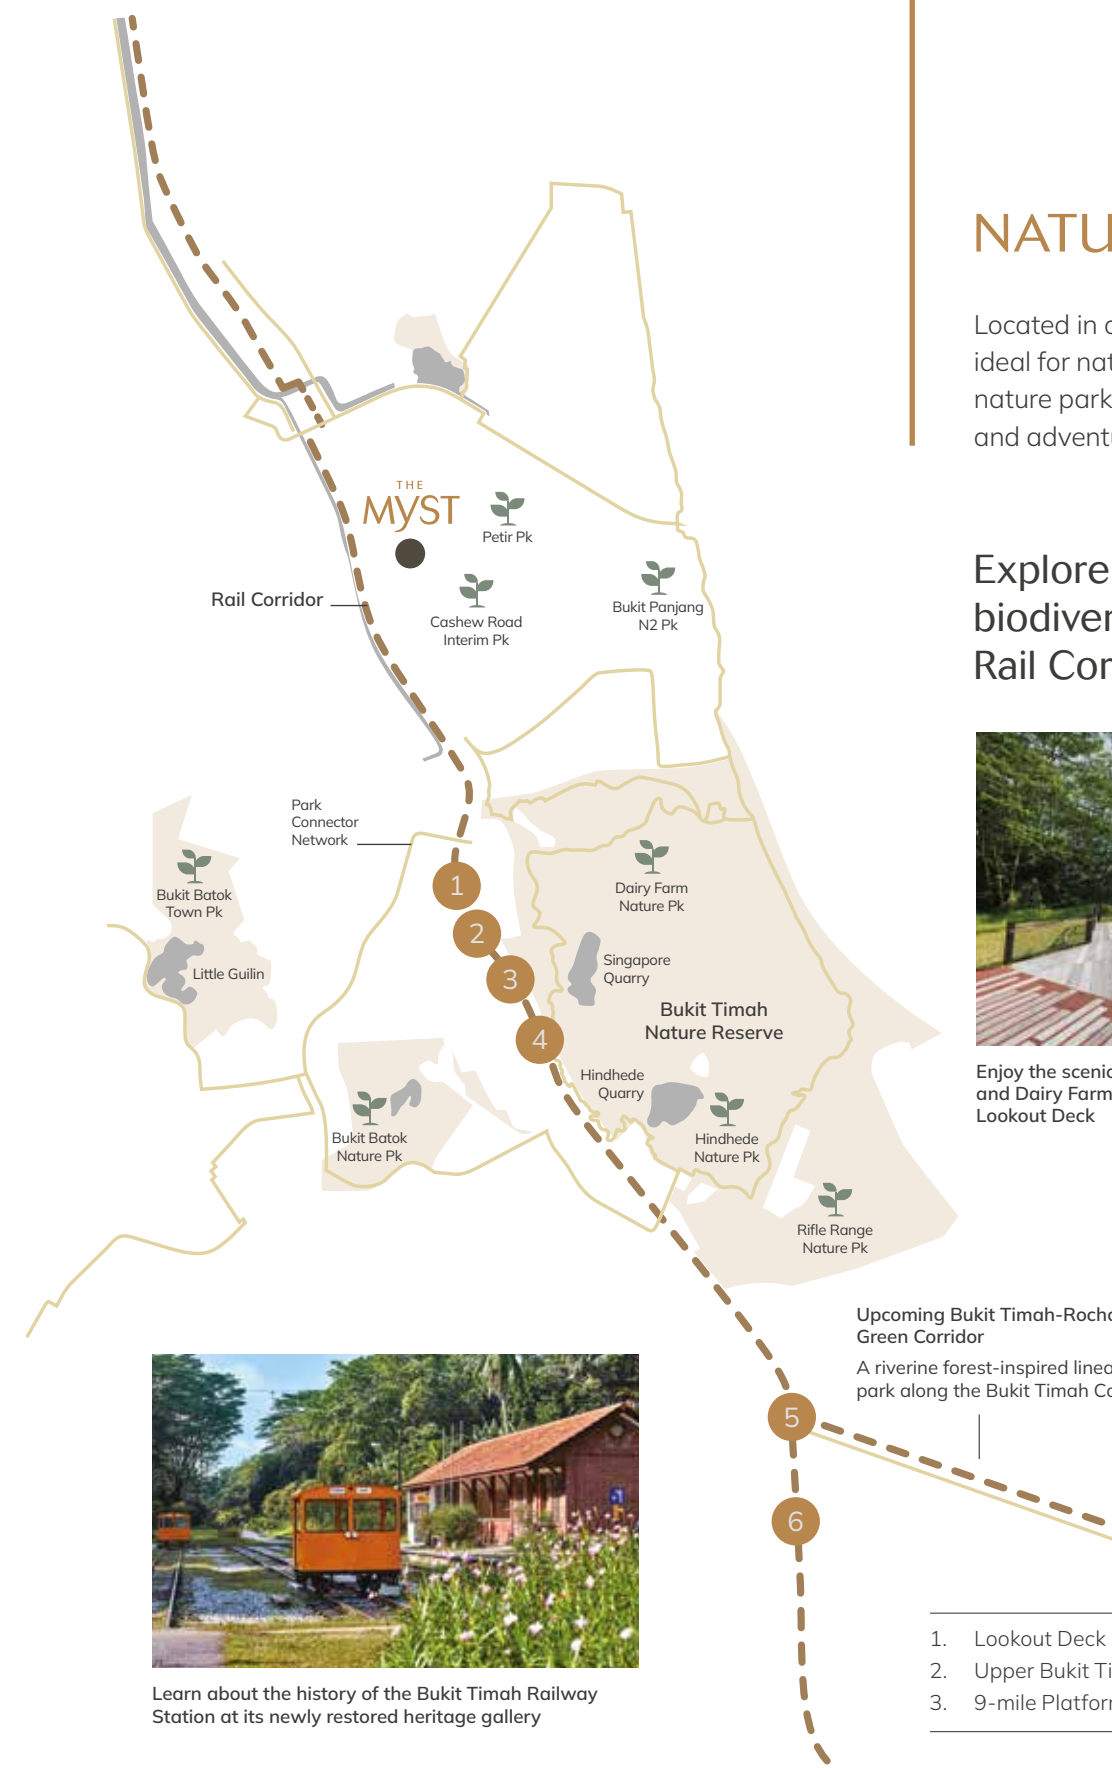 NATU
Located in
ideal for
nature park
and
Explore
Rail
THE
MYST
Petir Pk
Rail Corridor
Cashew Road
Interim Pk
Bukit Panjang
N2 Pk
Park
Connector
Network
Bukit Batok
Town Pk
Little Guilin
1
2
3
4
Dairy Farm
Nature Pk
Singapore
Quarry
Bukit Timah
Nature Reserve
Hindhede
Quarry
Hindhede
Nature Pk
Bukit Batok
Nature Pk
Rifle Range
Nature Pk
Enjoy the scenic
and Dairy Farm
Lookout Deck
Upcoming Bukit Timah-Rocho
Green Corridor
A riverine forest-inspired linea
park along the Bukit Timah Ca
5
6
Learn about the history of the Bukit Timah Railway
Station at its newly restored heritage gallery
1. Lookout Deck
2. Upper Bukit Ti
3. 9-mile Platform